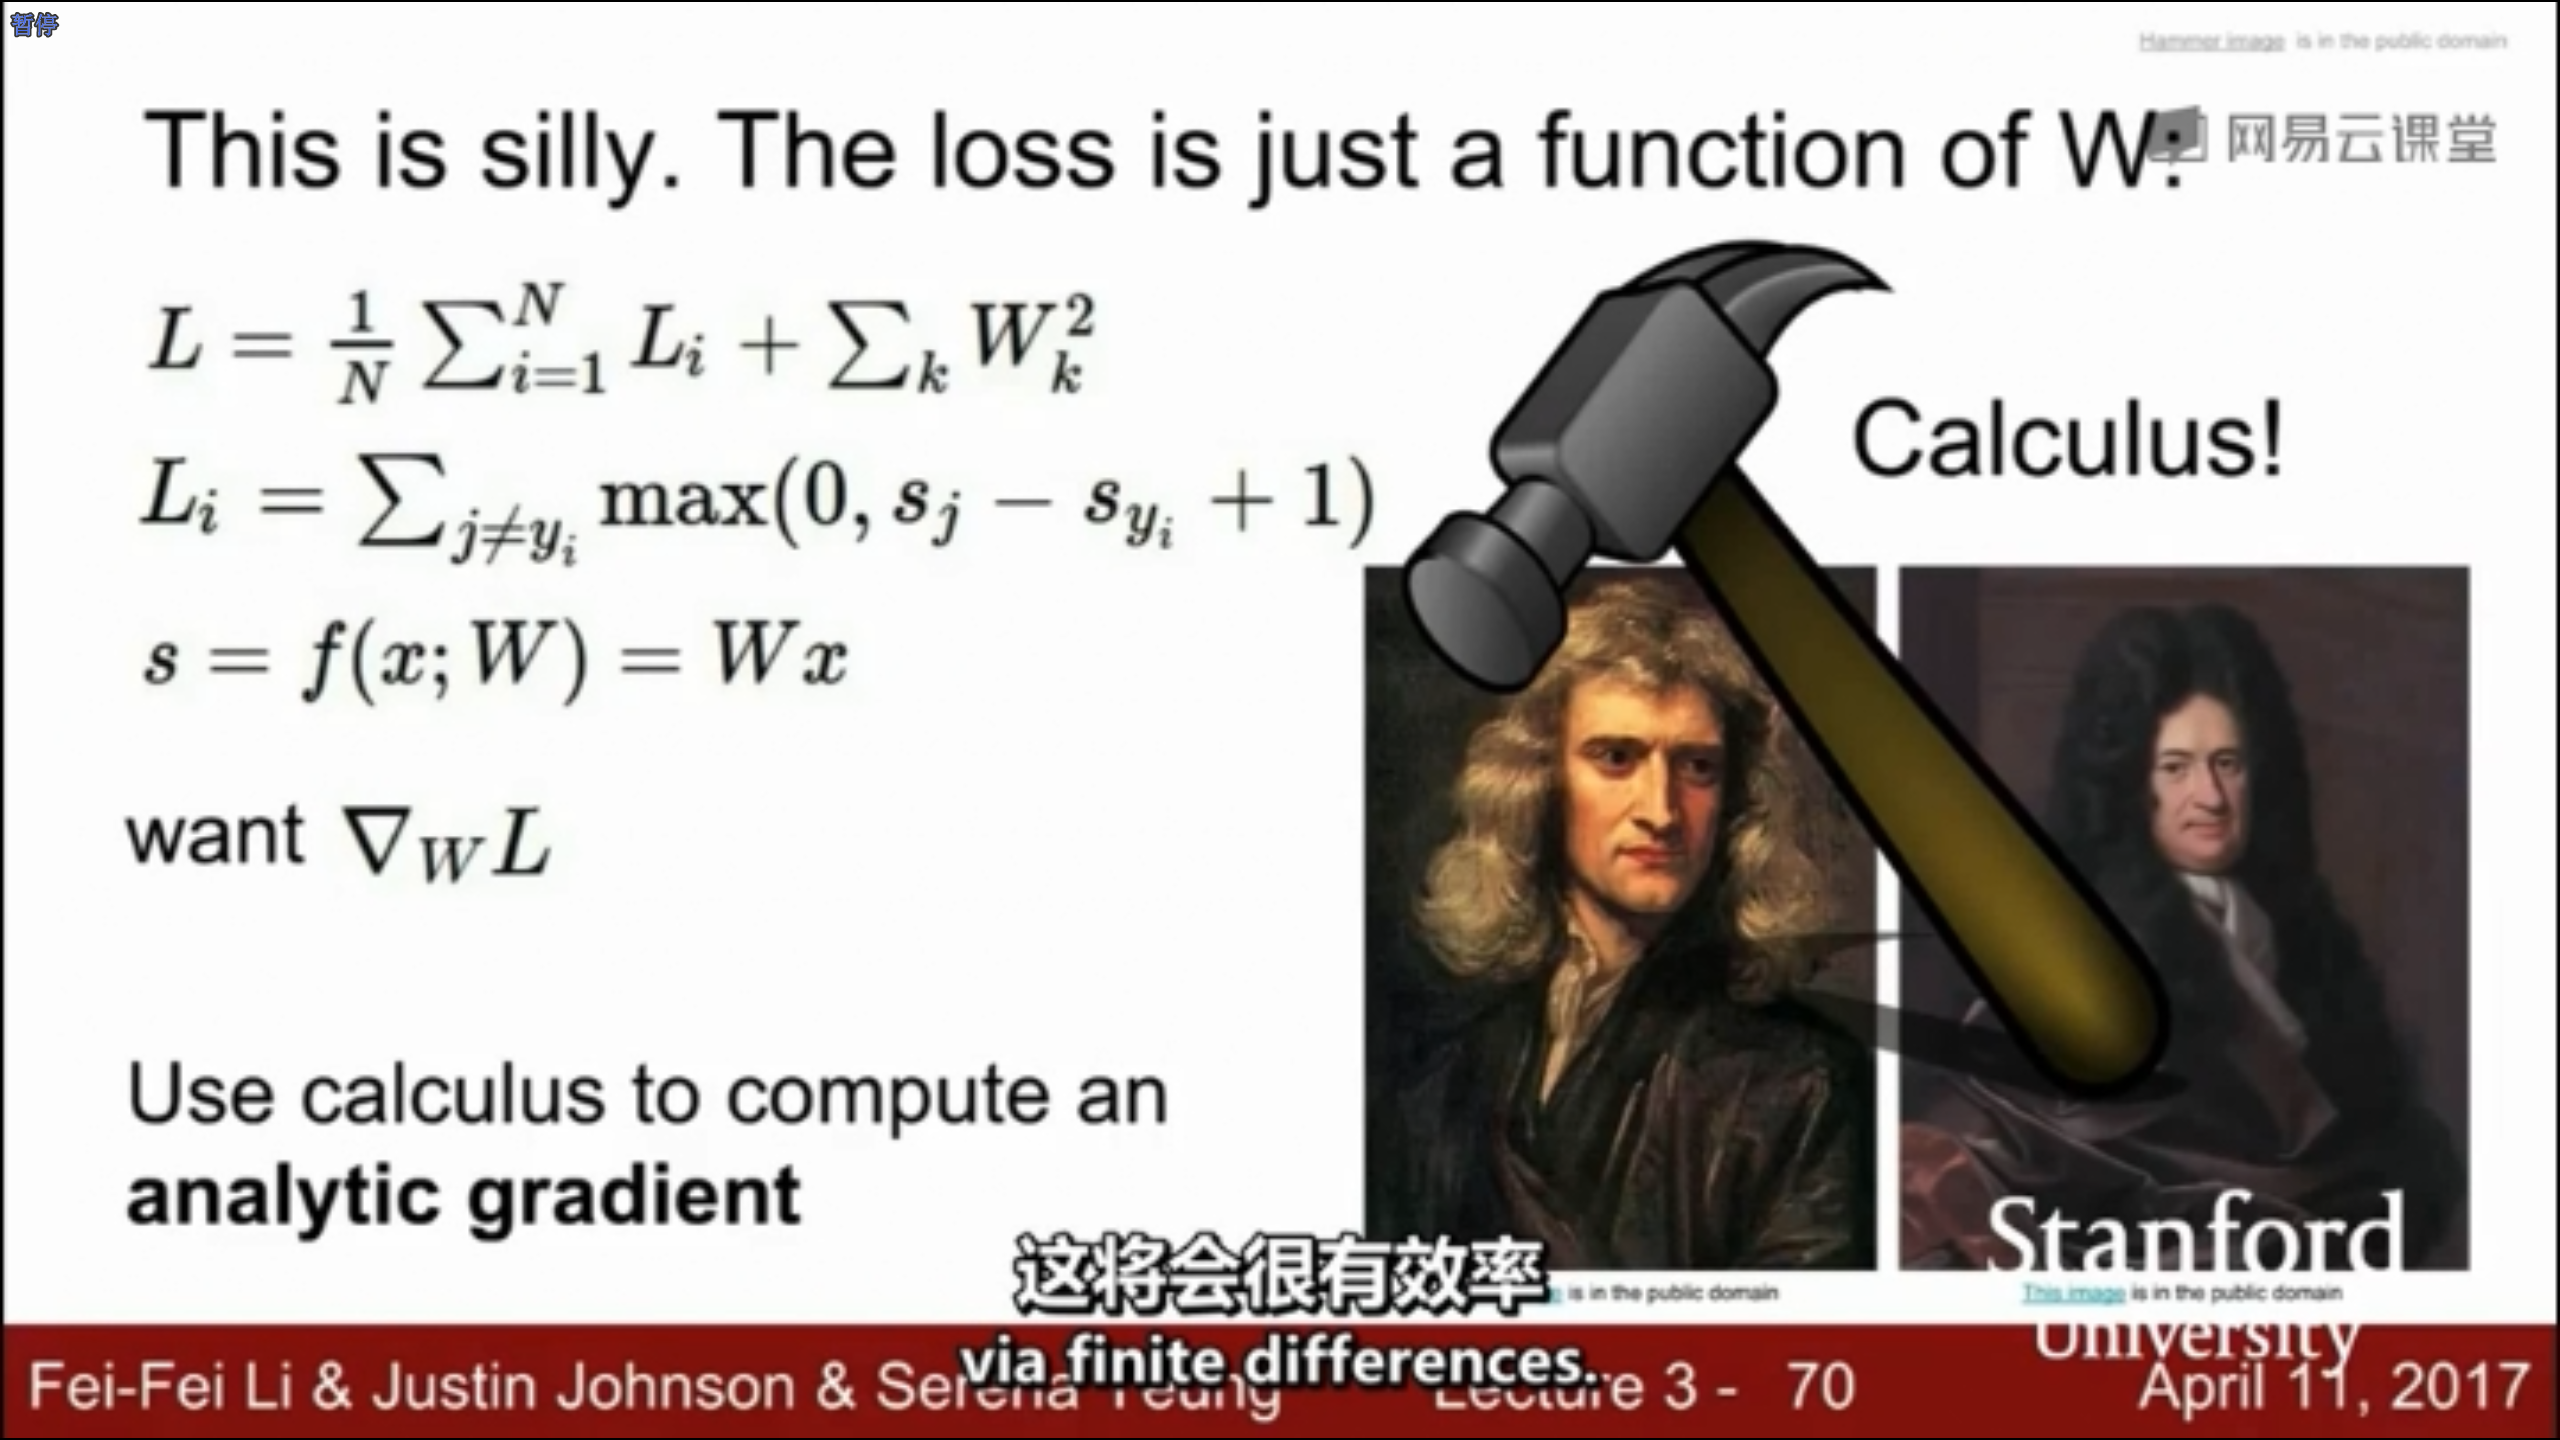 暂停
Hammer image is in the public domain
This is silly. The loss is just a function of W:
网易云课堂
L = \frac{1}{N} \sum_{i=1}^{N} L_i + \sum_k W_k^2
Calculus!
L_i = \sum_{j \neq y_i} \max(0, s_j - s_{y_i} + 1)
s = f(x; W) = Wx
want ∇_W L
Use calculus to compute an
analytic gradient
Stanford
University
这将会很有效率
is in the public domain
This image is in the public domain
via finite differences.
Fei-Fei Li & Justin Johnson & Serena Yeung
Lecture 3 - 70
April 11, 2017